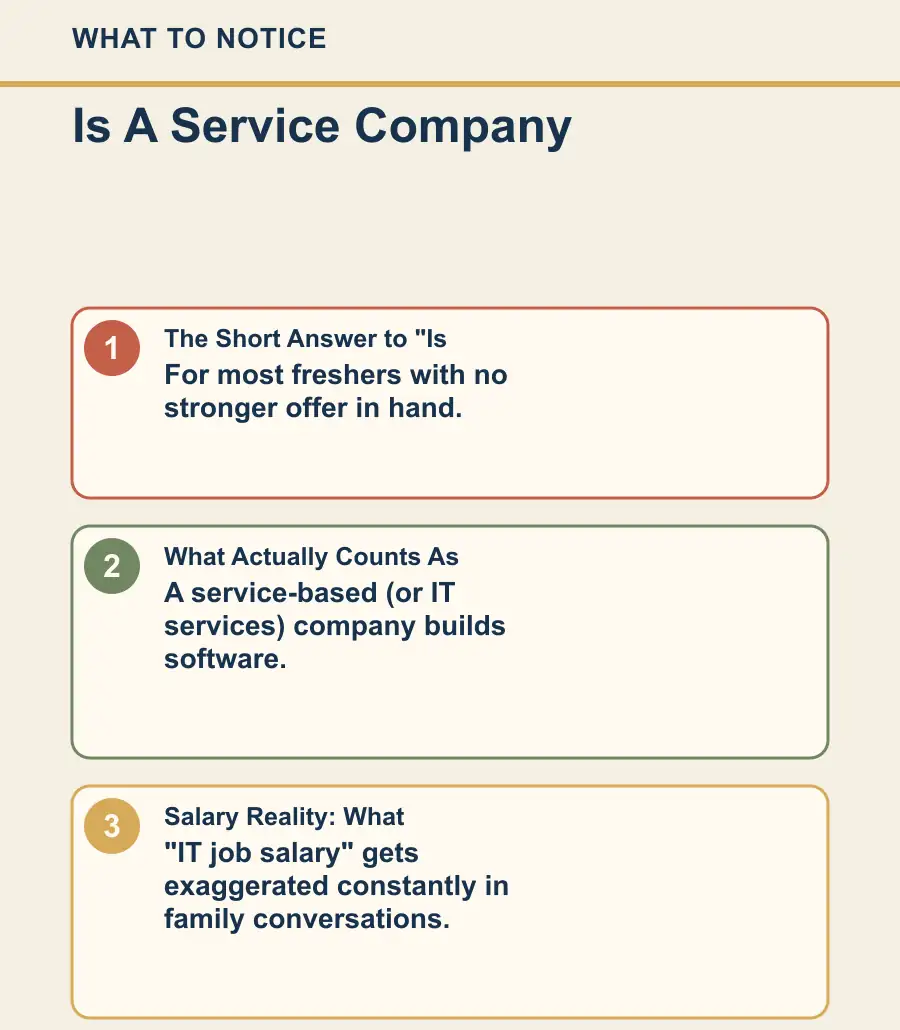 WHAT TO NOTICE
Is A Service Company
1
The Short Answer to "Is
For most freshers with no
stronger offer in hand.
2
What Actually Counts As
A service-based (or IT
services) company builds
software.
3
Salary Reality: What
"IT job salary" gets
exaggerated constantly in
family conversations.